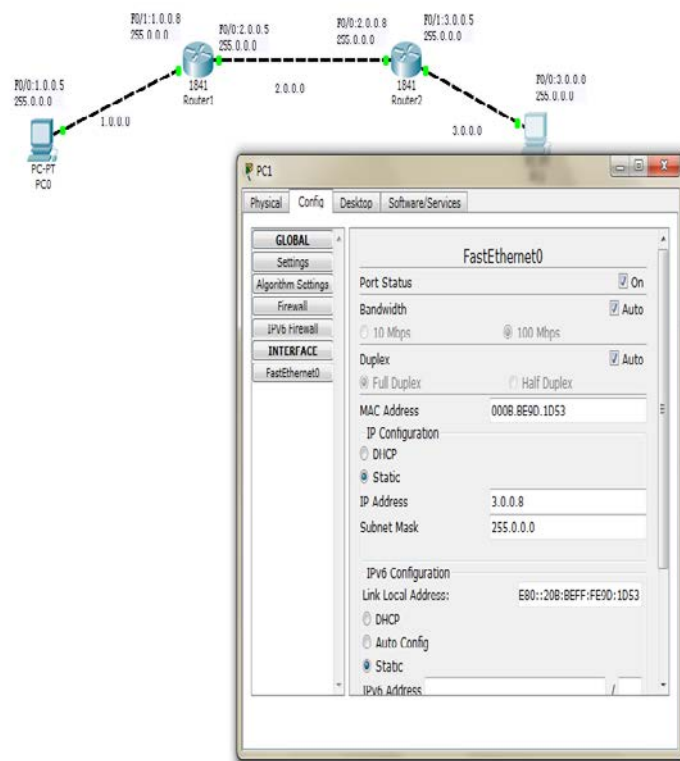 F0/1:1.0.0.8
255.0.0.0
F0/0:2.0.0.5
255.0.0.0
F0/0:2.0.0.8
255.0.0.0
F0/1:3.0.0.5
255.0.0.0
F0/0:1.0.0.5
255.0.0.0
1841
Router1
2.0.0.0
1841
Router2
F0/0:3.0.0.0
255.0.0.0
1.0.0.0
3.0.0.0
PC-PT
PC0
PC1
Physical Config Desktop Software/Services
GLOBAL
Settings
Algorithm Settings
Firewall
IPV6 Firewall
INTERFACE
FastEthernet0
FastEthernet0
Port Status On
Bandwidth Auto
10 Mbps 100 Mbps
Duplex Auto
Full Duplex Half Duplex
MAC Address 000B.BE9D.1D53
IP Configuration
DHCP
Static
IP Address 3.0.0.8
Subnet Mask 255.0.0.0
IPv6 Configuration
Link Local Address: E80::20B:BEFF:FE9D:1D53
DHCP
Auto Config
Static
IPv6 Address /